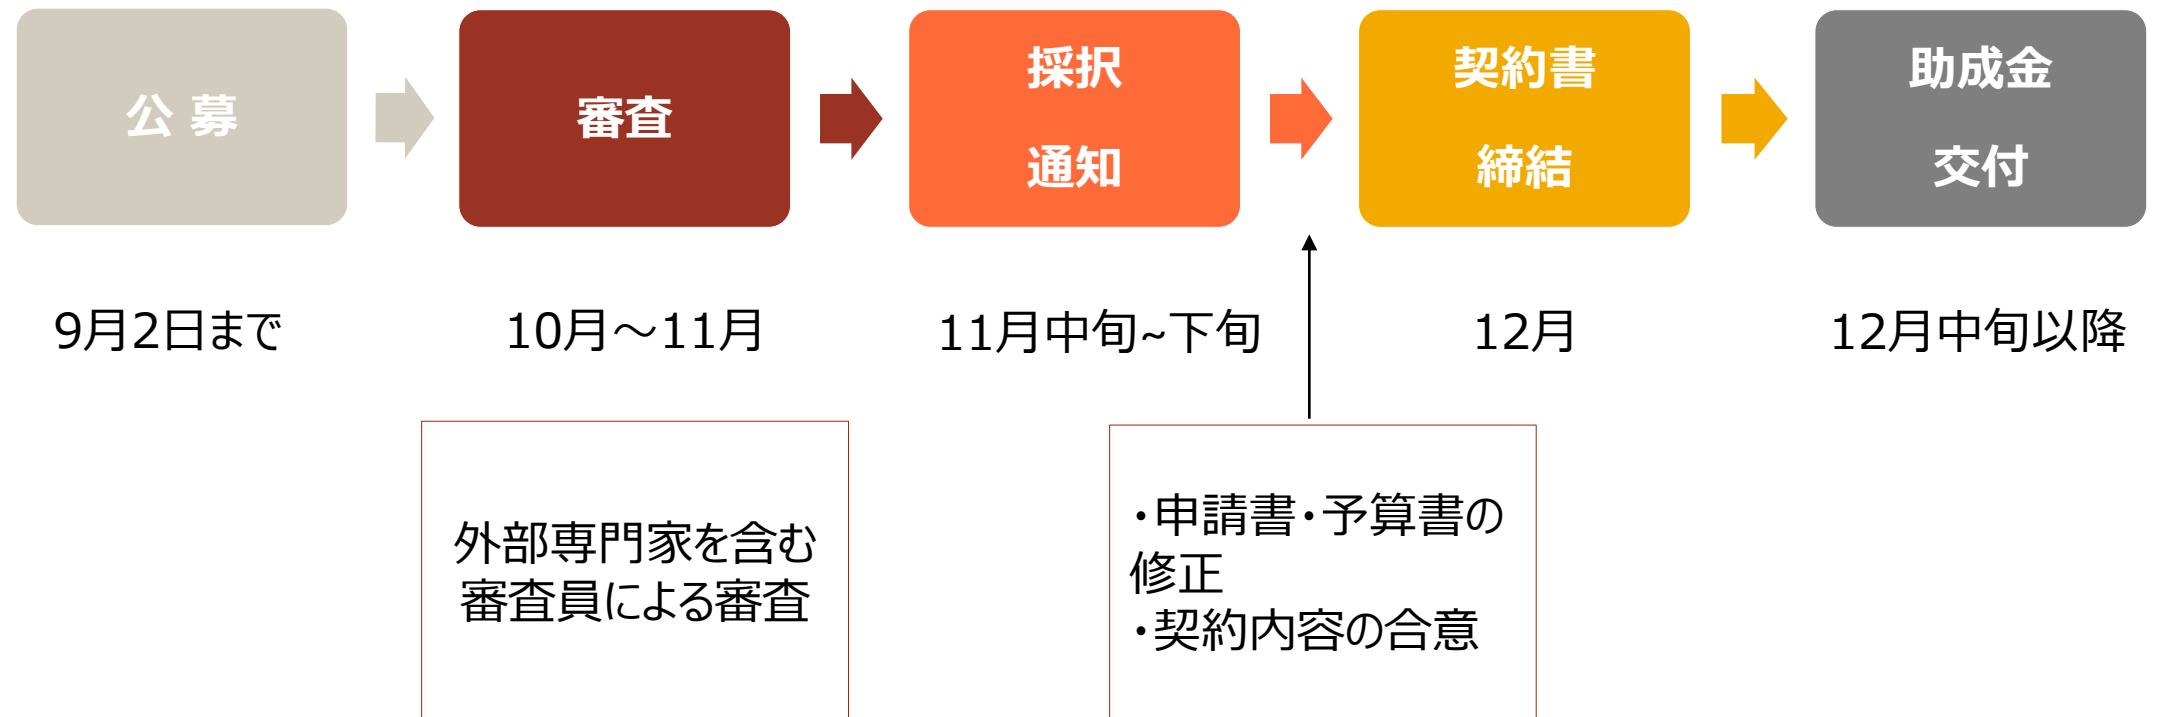 公 募
審査
採択
通知
契約書
締結
助成金
交付
9月2日まで
10月～11月
11月中旬~下旬
12月
12月中旬以降
外部専門家を含む
審査員による審査
・申請書・予算書の
修正
・契約内容の合意